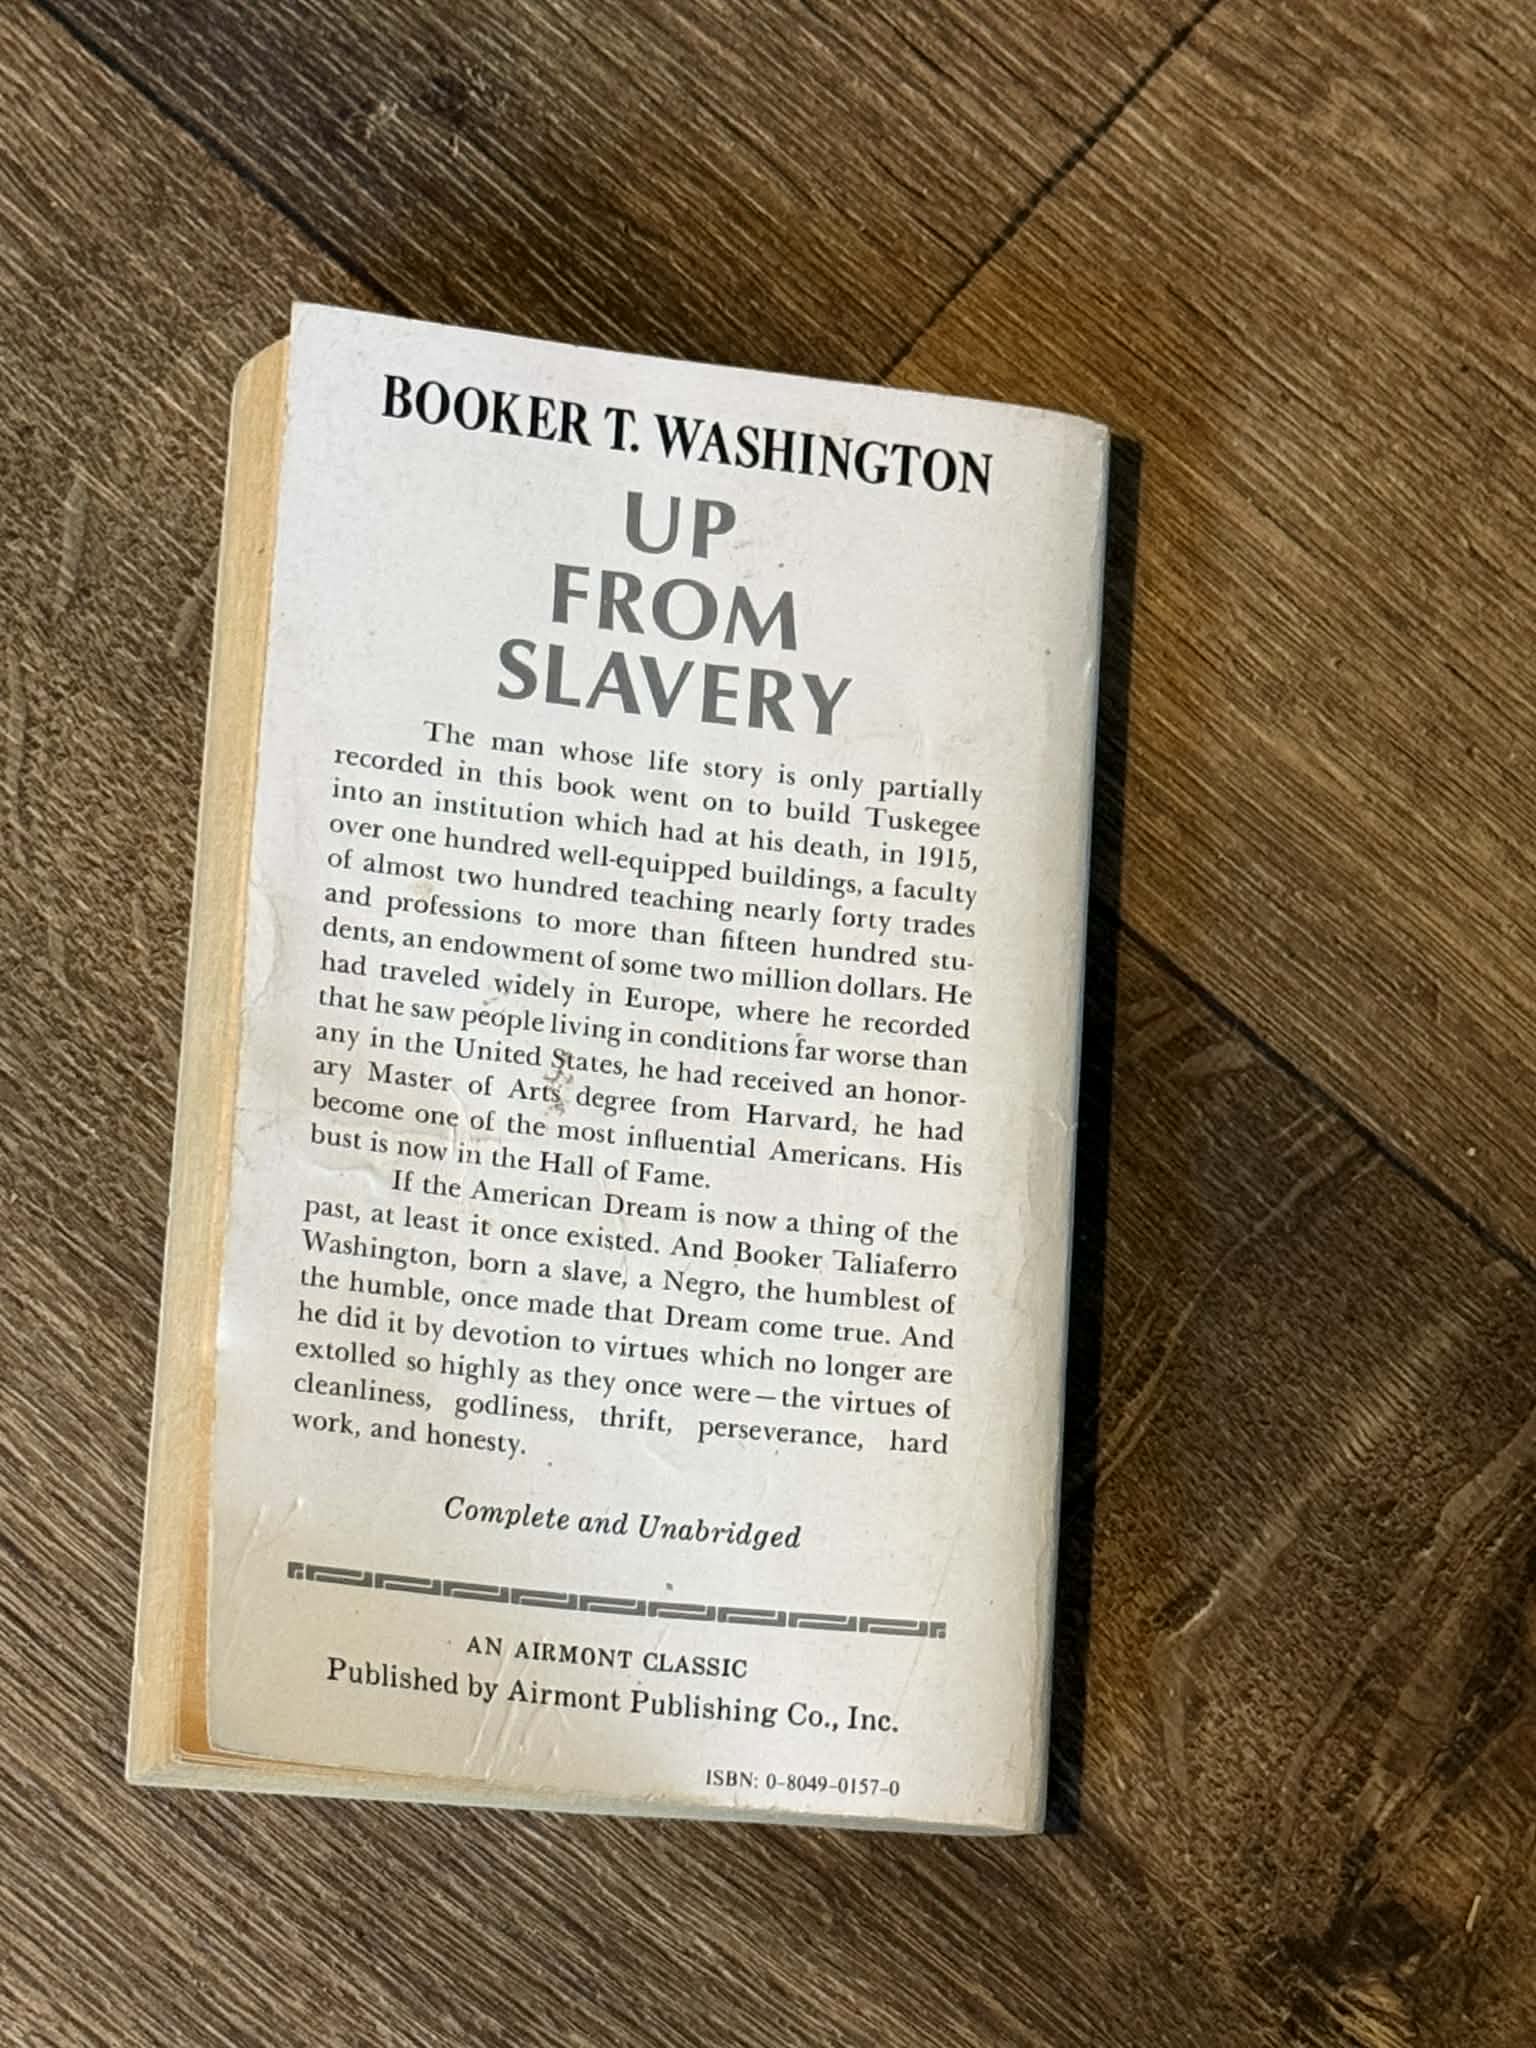 BOOKER T. WASHINGTON
UP
FROM
SLAVERY
The man whose life story is only partially
recorded in this book went on to build Tuskegee
into an institution which had at his death, in 1915,
over one hundred well-equipped buildings, a faculty
of almost two hundred teaching nearly forty trades
and professions to more than fifteen hundred stu-
dents, an endowment of some two million dollars. He
had traveled widely in Europe, where he recorded
that he saw people living in conditions far worse than
any in the United States, he had received an honor-
ary Master of Arts degree from Harvard, he had
become one of the most influential Americans. His
bust is now in the Hall of Fame.
If the American Dream is now a thing of the
past, at least it once existed. And Booker Taliaferro
Washington, born a slave, a Negro, the humblest of
the humble, once made that Dream come true. And
he did it by devotion to virtues which no longer are
extolled so highly as they once were—the virtues of
cleanliness, godliness, thrift, perseverance, hard
work, and honesty.
Complete and Unabridged
AN AIRMONT CLASSIC
Published by Airmont Publishing Co., Inc.
ISBN: 0-8049-0157-0